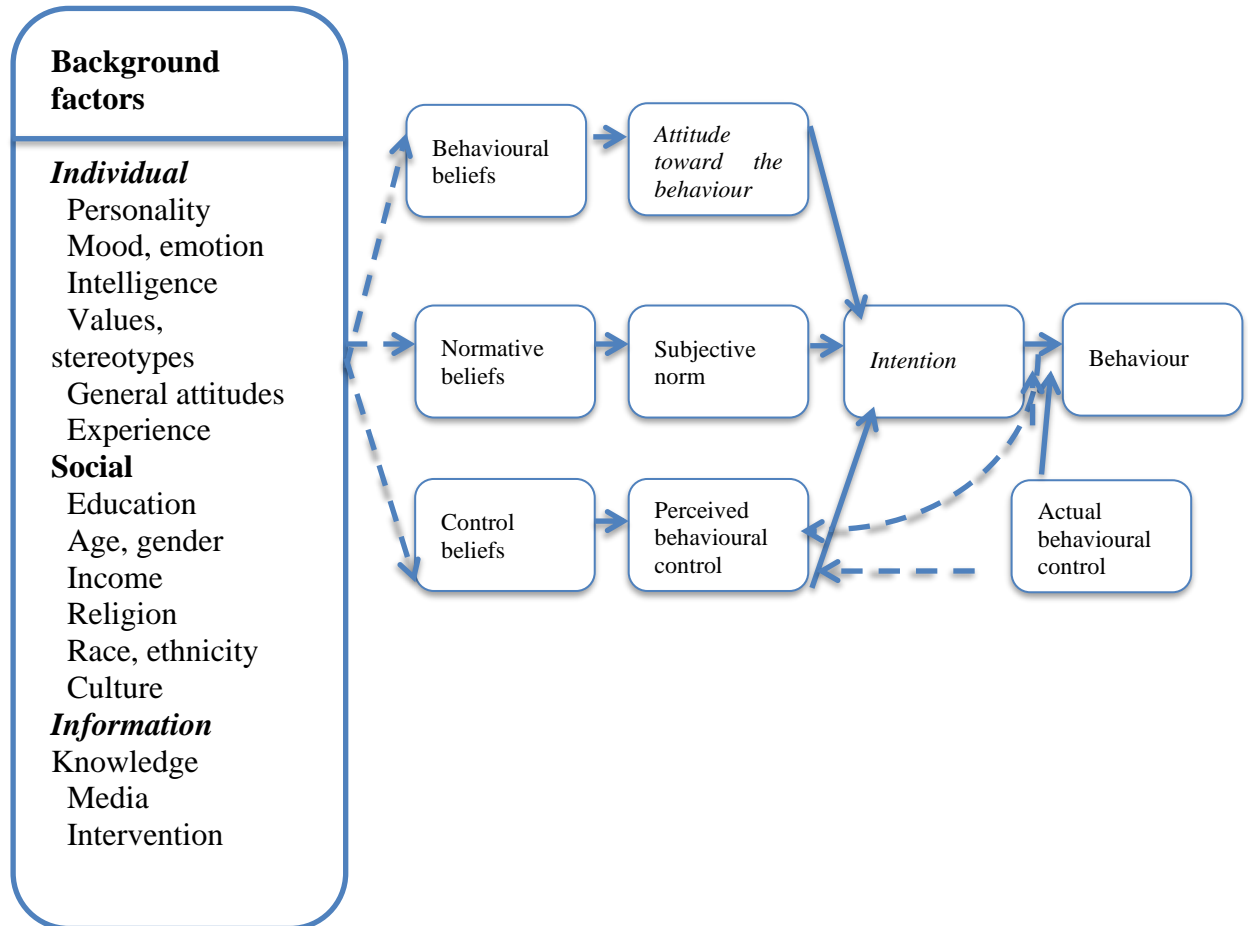 Background
factors
Individual
Personality
Mood, emotion
Intelligence
Values,
stereotypes
General attitudes
Experience
Social
Education
Age, gender
Income
Religion
Race, ethnicity
Culture
Information
Knowledge
Media
Intervention
Behavioural
beliefs
Attitude
toward the
behaviour
Normative
beliefs
Subjective
norm
Intention
Behaviour
Control
beliefs
Perceived
behavioural
control
Actual
behavioural
control